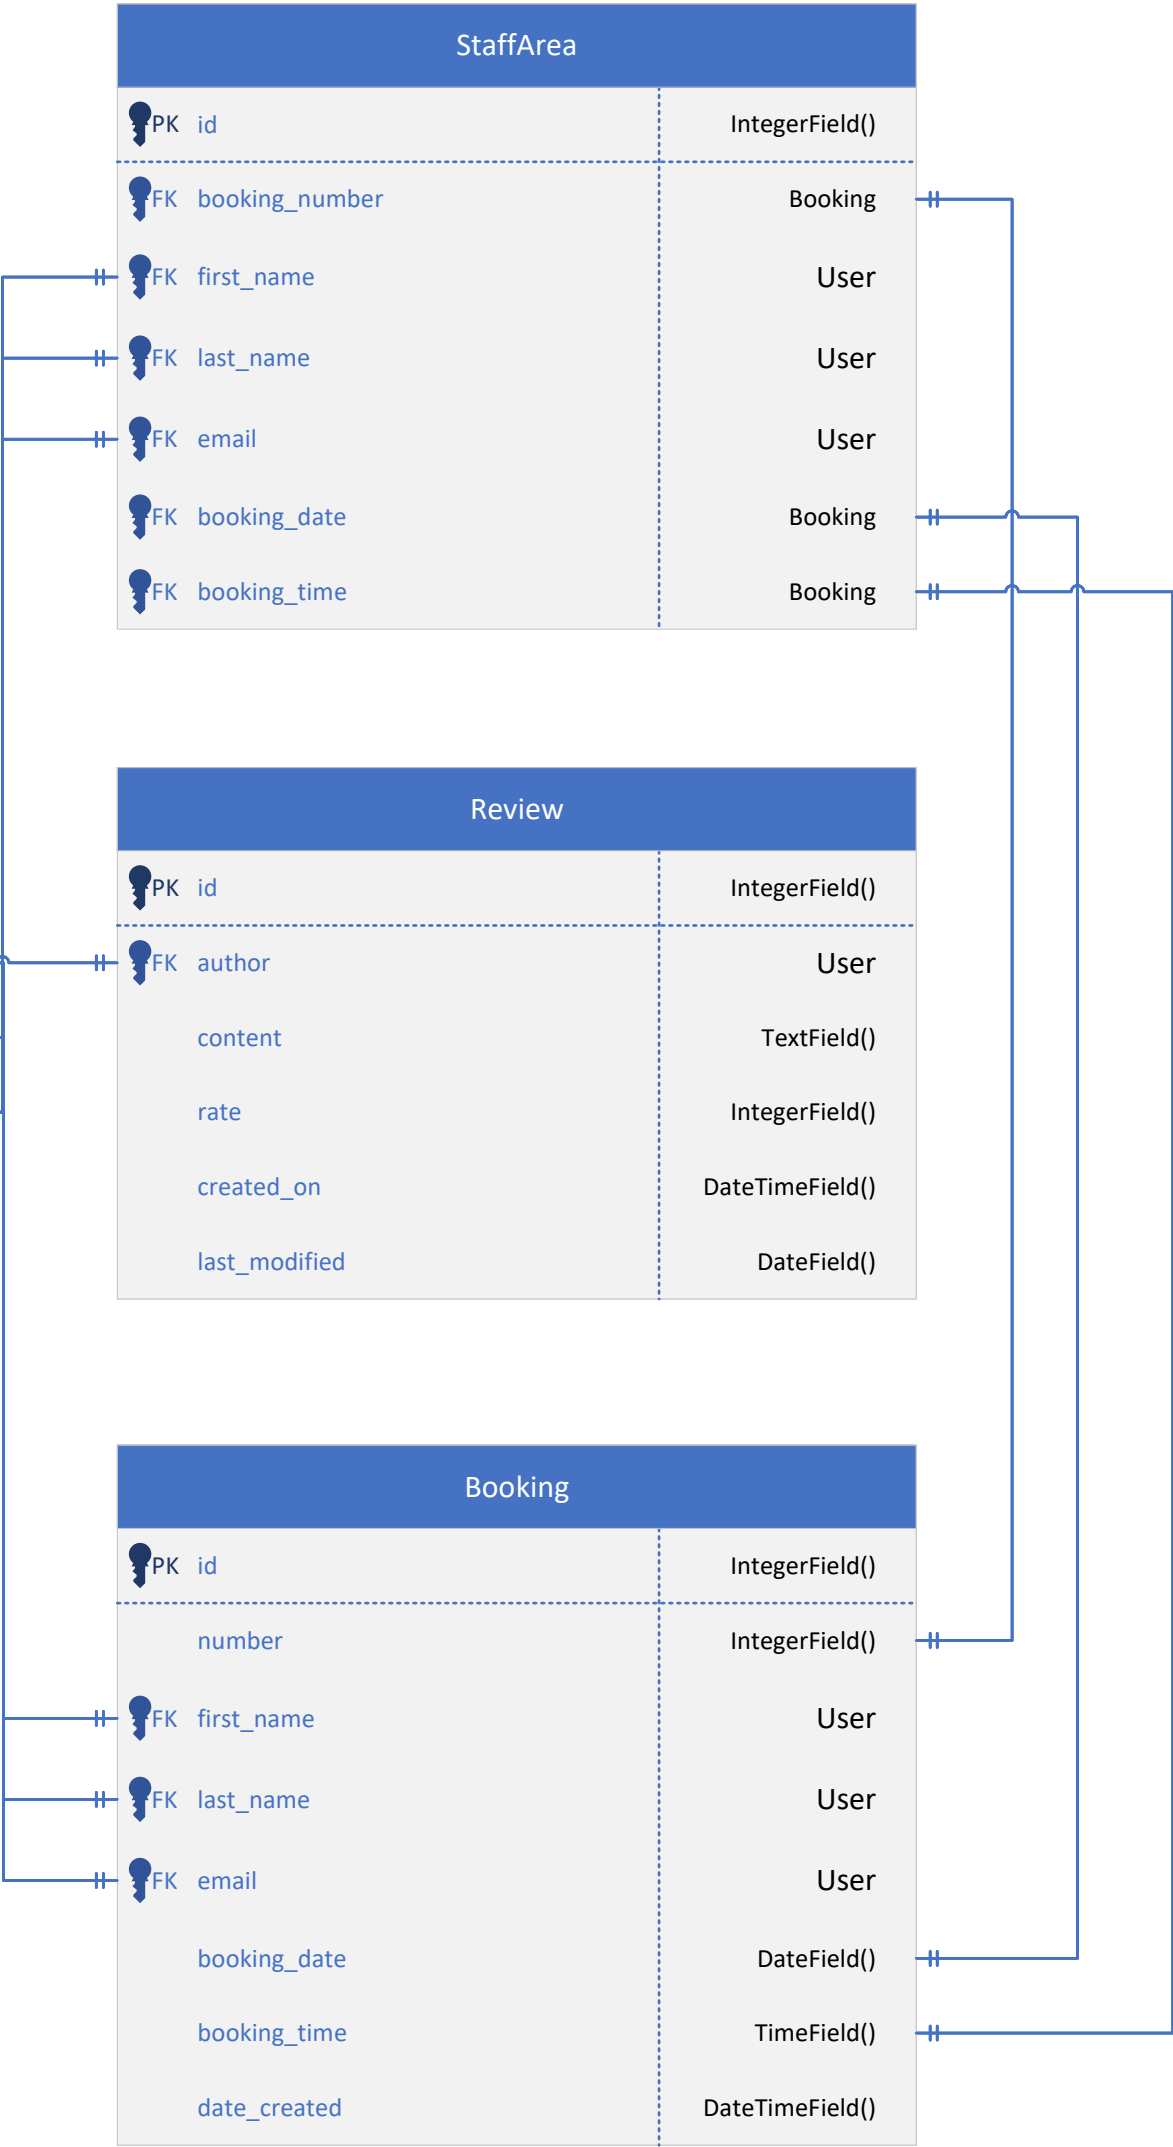 StaffArea
PK id IntegerField()
FK booking_number Booking
FK first_name User
FK last_name User
FK email User
FK booking_date Booking
FK booking_time Booking
Review
PK id IntegerField()
FK author User
content TextField()
rate IntegerField()
created_on DateTimeField()
last_modified DateField()
Booking
PK id IntegerField()
number IntegerField()
FK first_name User
FK last_name User
FK email User
booking_date DateField()
booking_time TimeField()
date_created DateTimeField()